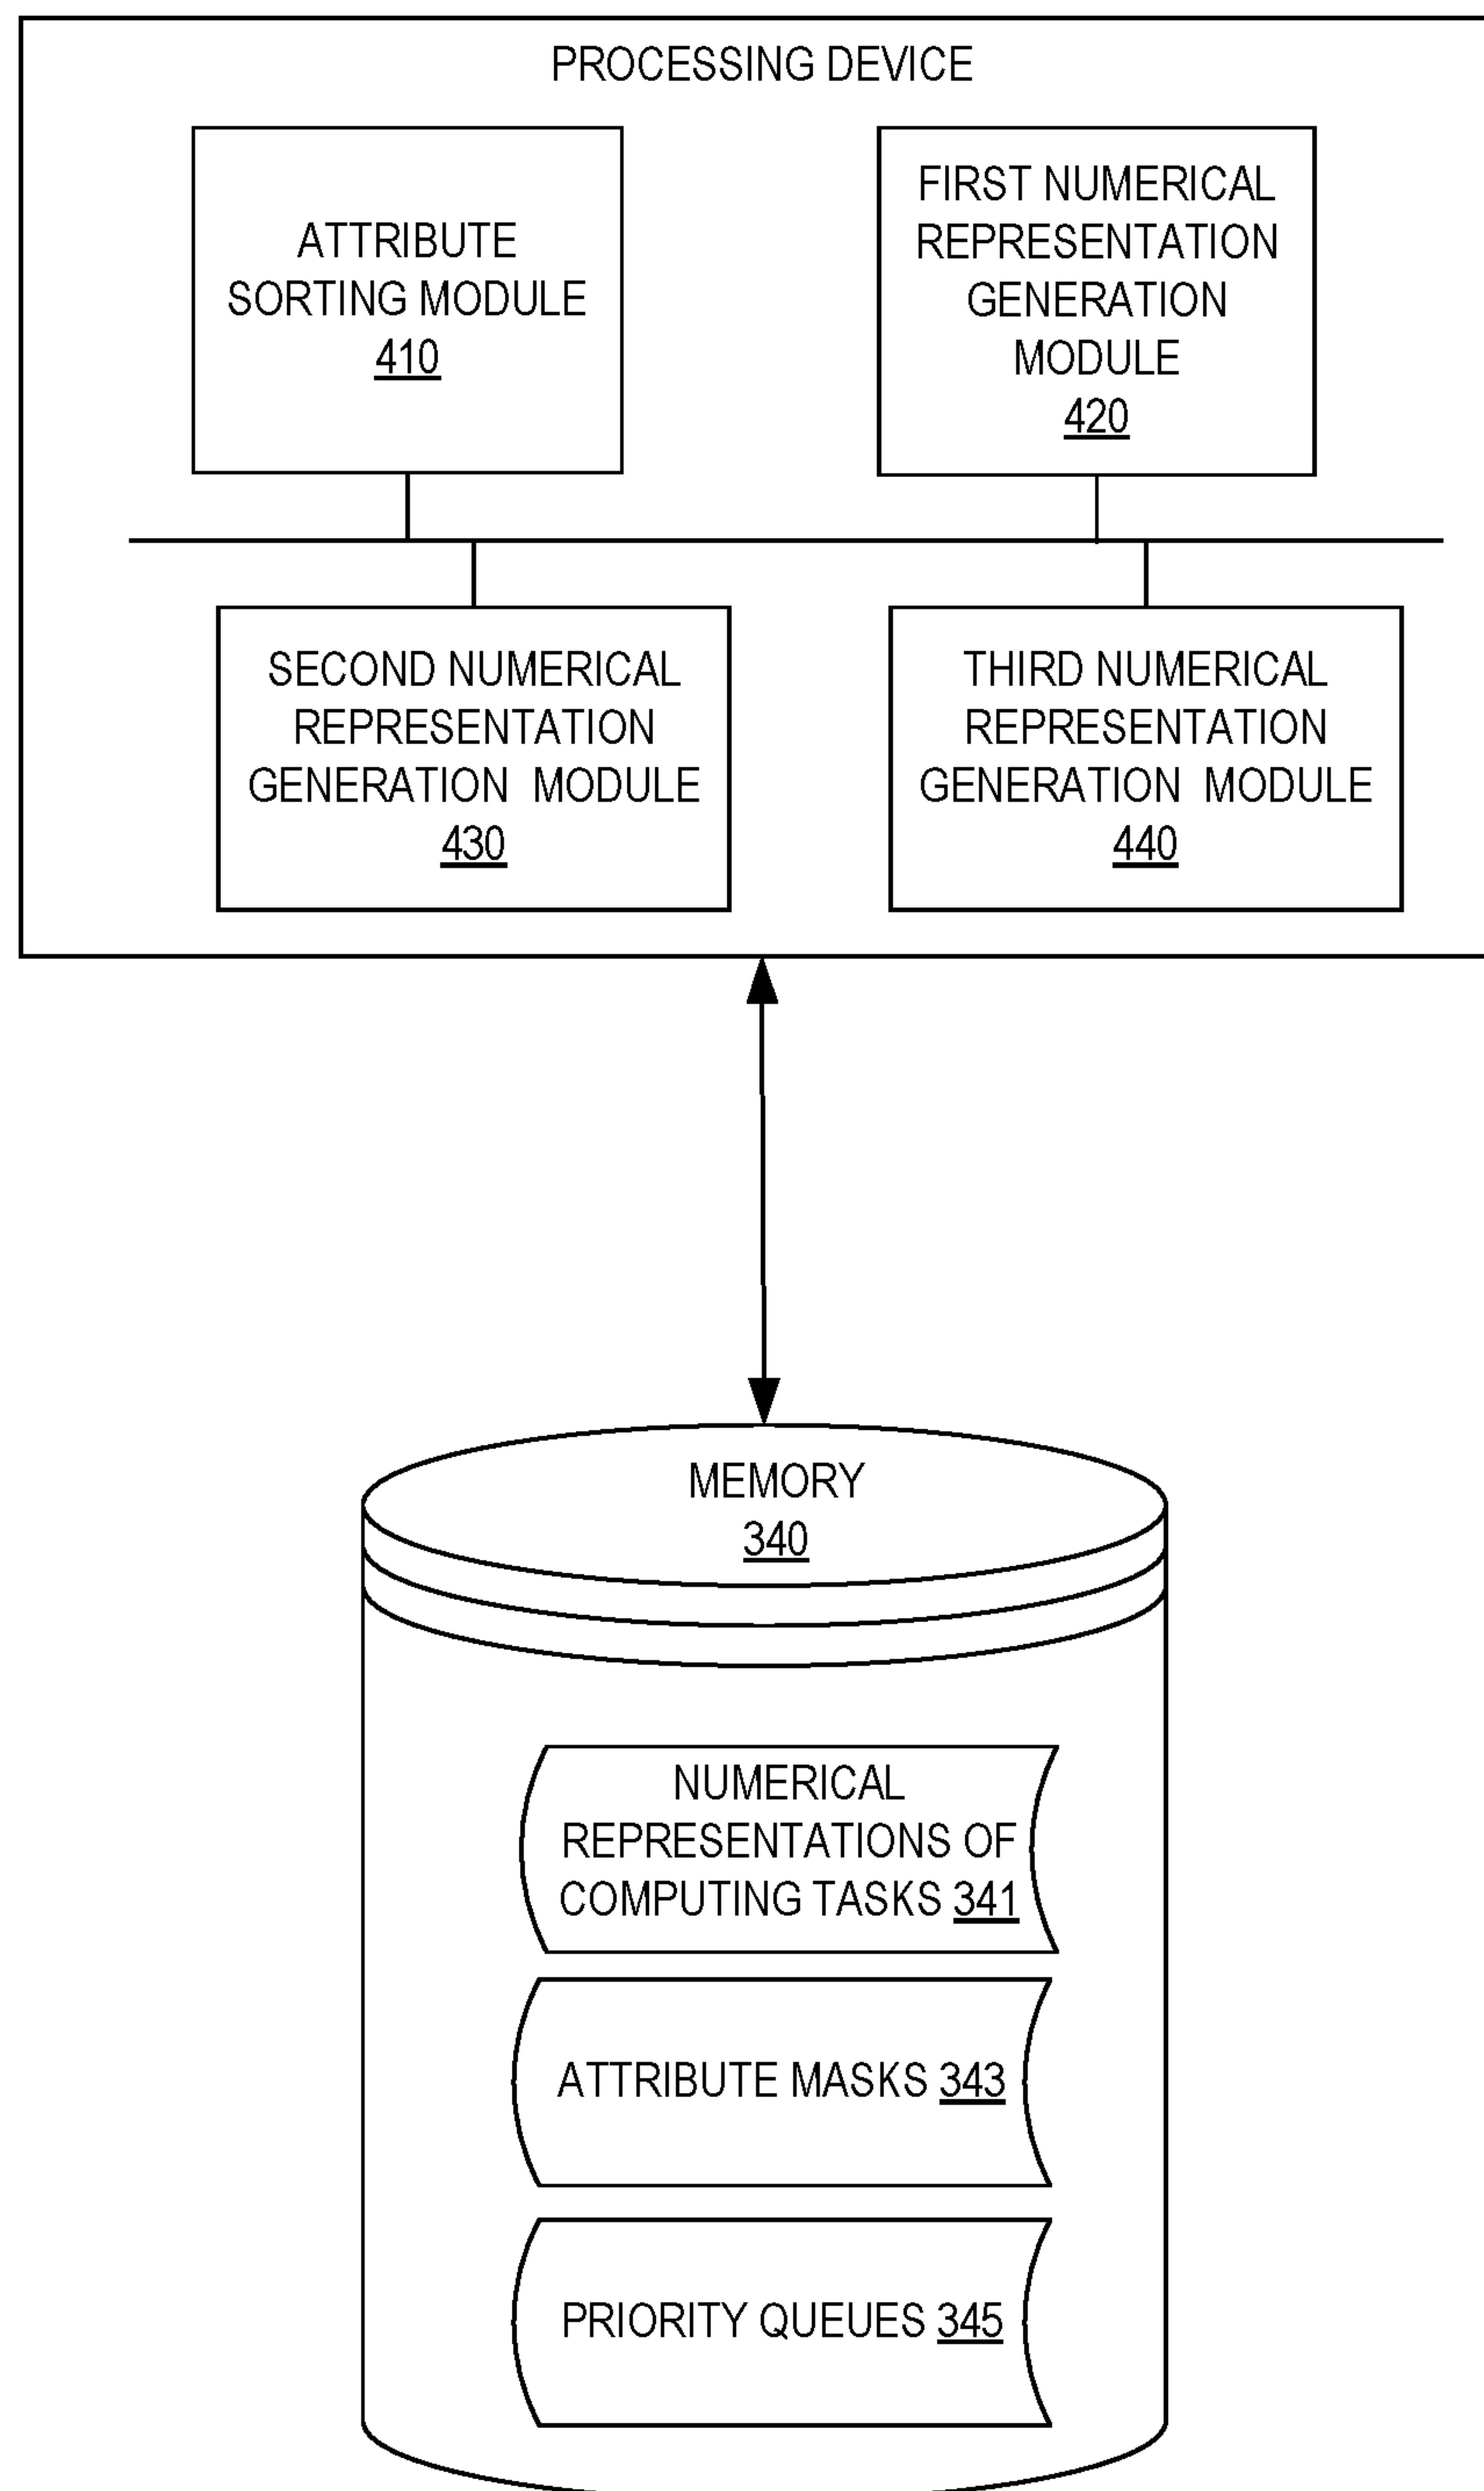 PROCESSING DEVICE
ATTRIBUTE
SORTING MODULE
410
FIRST NUMERICAL
REPRESENTATION
GENERATION
MODULE
420
SECOND NUMERICAL
REPRESENTATION
GENERATION MODULE
430
THIRD NUMERICAL
REPRESENTATION
GENERATION MODULE
440
MEMORY
340
NUMERICAL
REPRESENTATIONS OF
COMPUTING TASKS 341
ATTRIBUTE MASKS 343
PRIORITY QUEUES 345